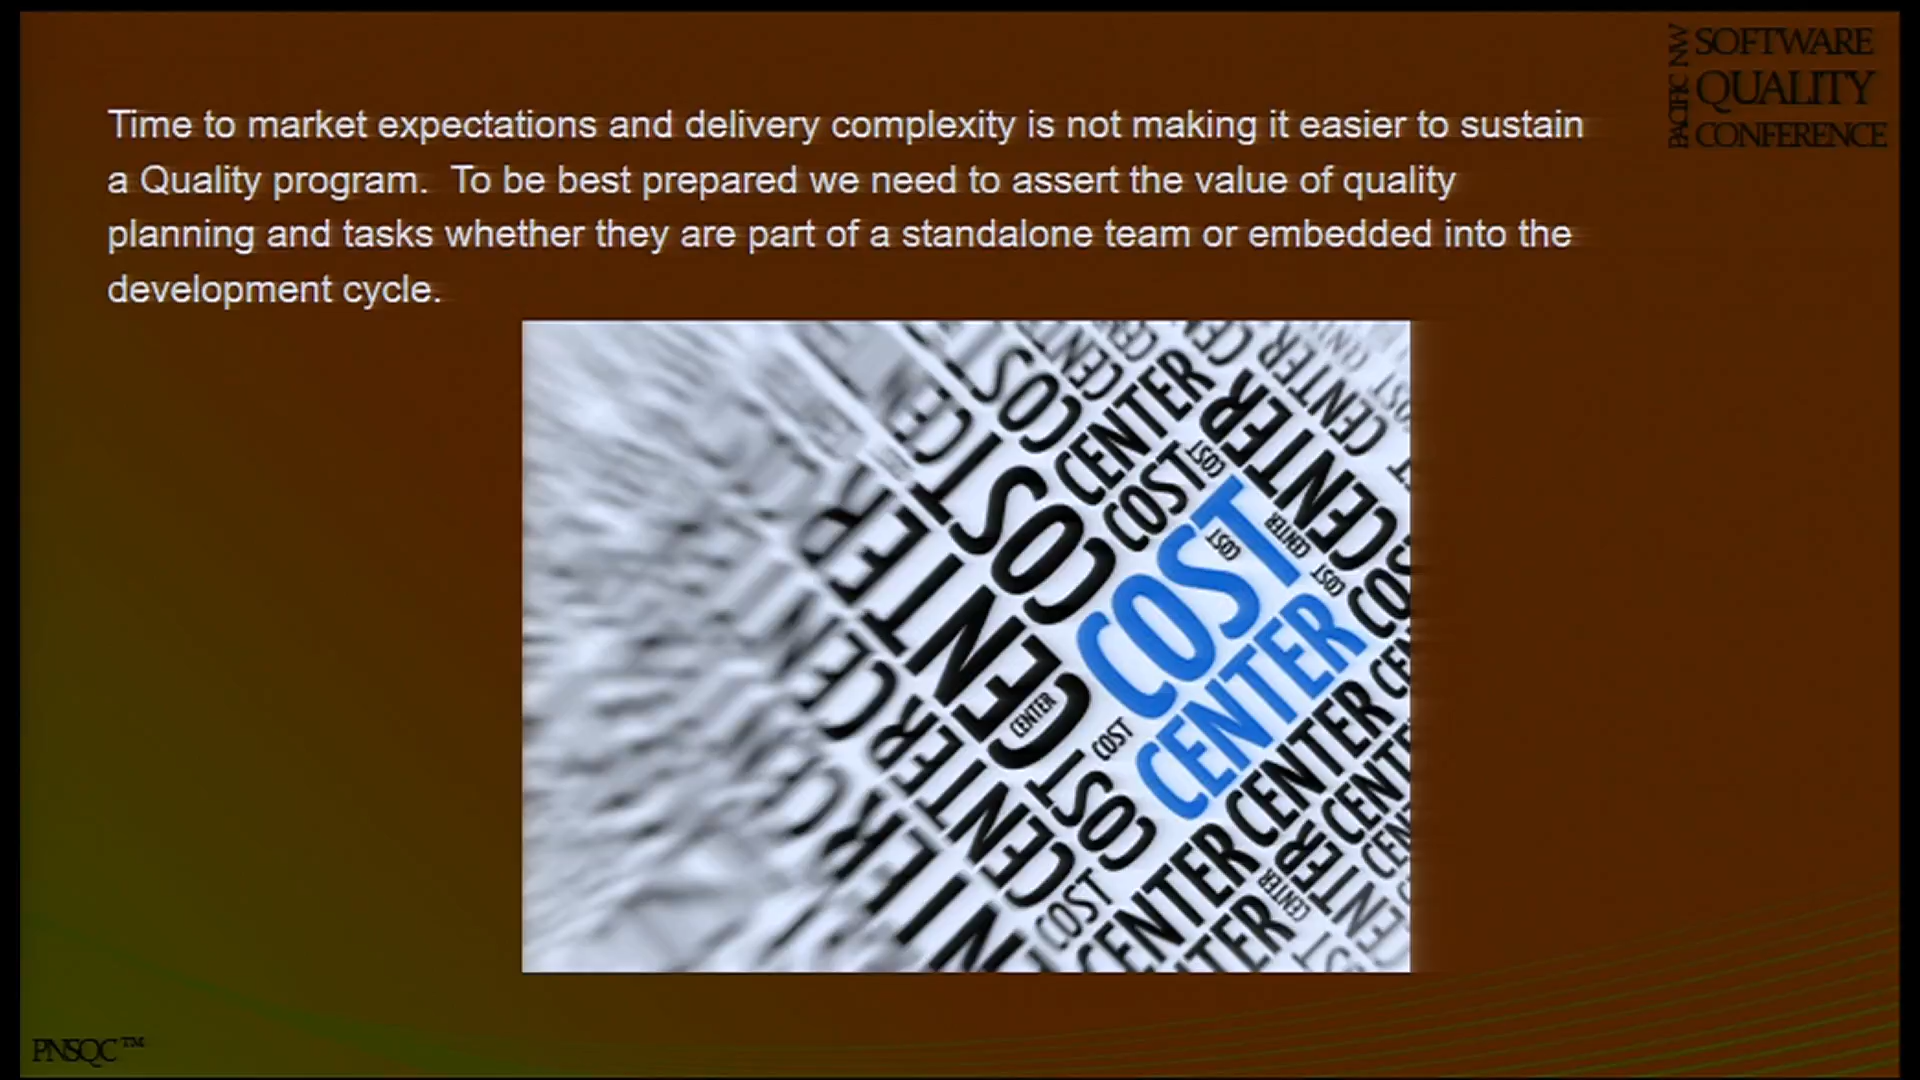 Time to market expectations and delivery complexity is not making it easier to sustain
a Quality program.  To be best prepared we need to assert the value of quality
planning and tasks whether they are part of a standalone team or embedded into the
development cycle.
PACIFIC NW
SOFTWARE
QUALITY
CONFERENCE
COST
CENTER
PNSQC™